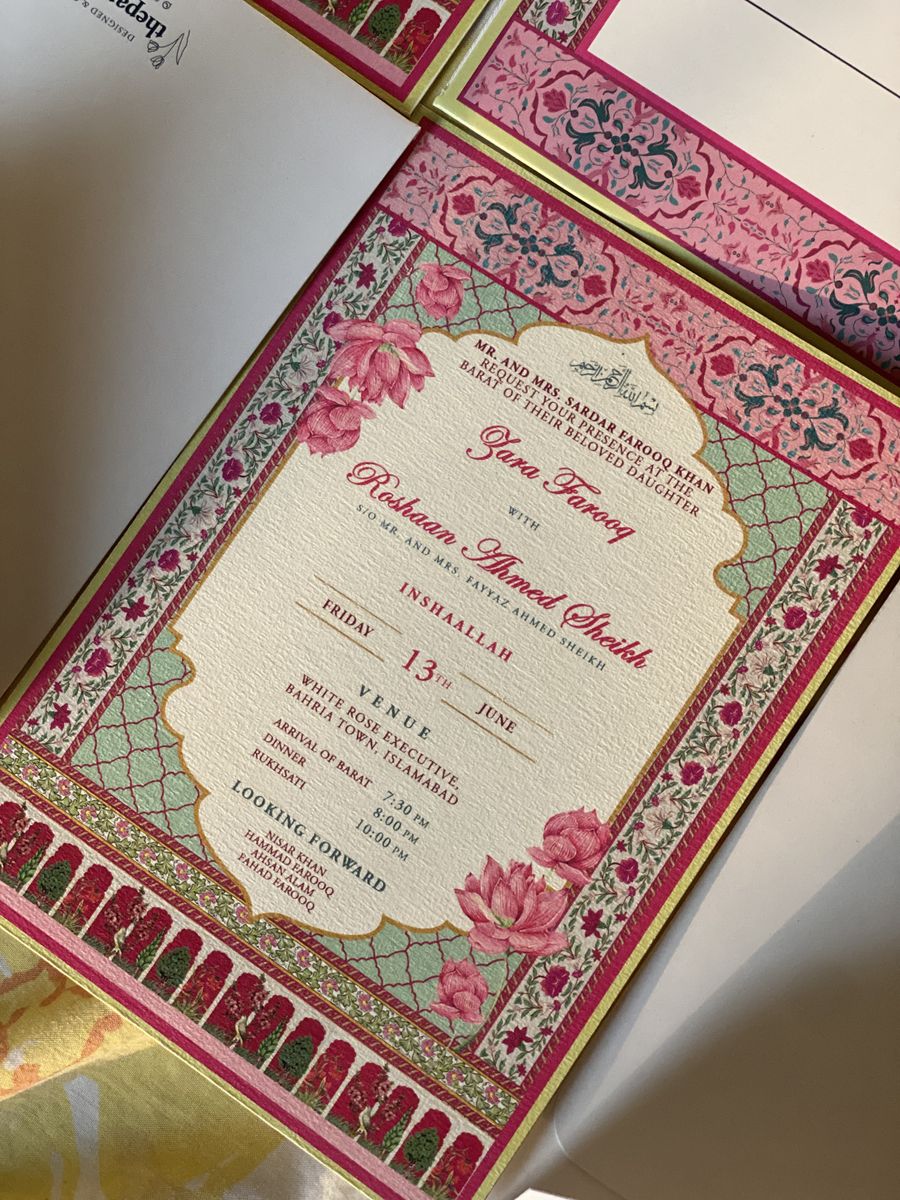 DESIGNED &
بسم الله الرحمن الرحيم
MR. AND MRS. SARDAR FAROOQ KHAN
REQUEST YOUR PRESENCE AT THE
BARAT OF THEIR BELOVED DAUGHTER
Zara Farooq
WITH
Roshaan Ahmed Sheikh
S/O MR. AND MRS. FAYYAZ AHMED SHEIKH
INSHAALLAH
FRIDAY 13TH JUNE
VENUE
WHITE ROSE EXECUTIVE,
BAHRIA TOWN, ISLAMABAD
ARRIVAL OF BARAT 7:30 PM
DINNER 8:00 PM
RUKHSATI 10:00 PM
LOOKING FORWARD
NISAR KHAN
HAMMAD FAROOQ
AHSAN ALAM
FAHAD FAROOQ